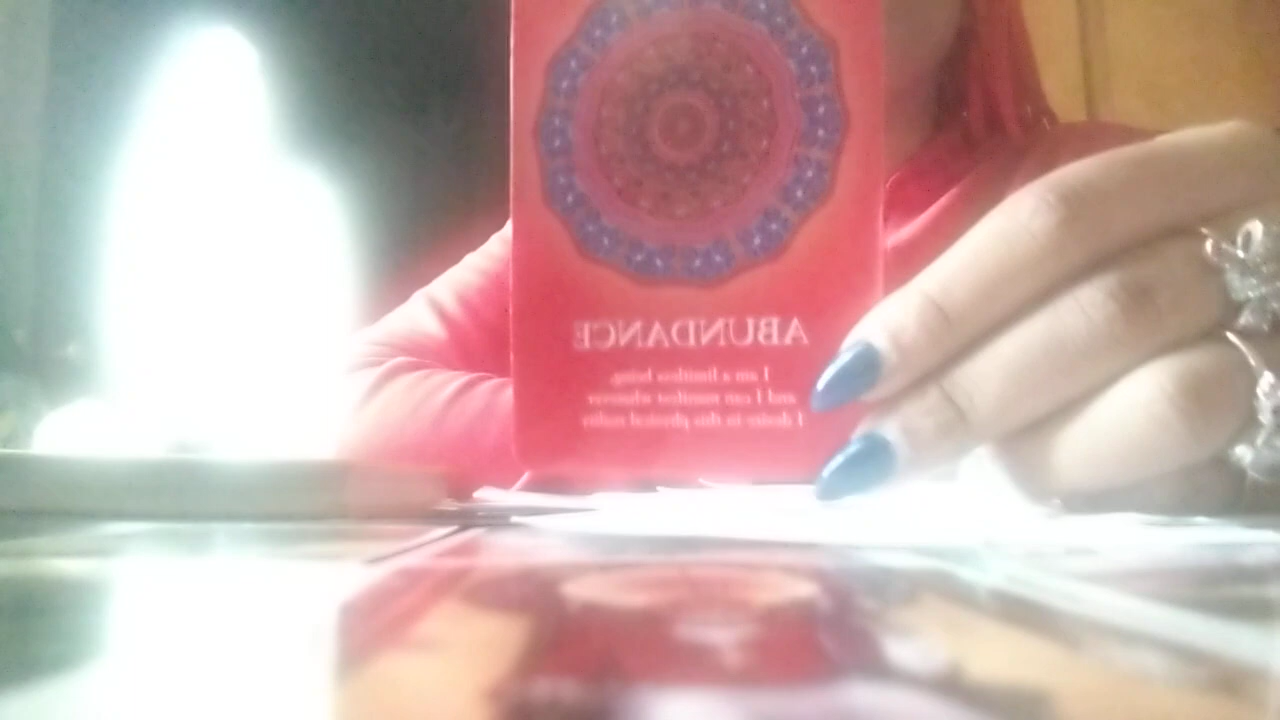 ABUNDANCE
I am a limitless being,
and I can manifest whatever
I desire in this physical reality